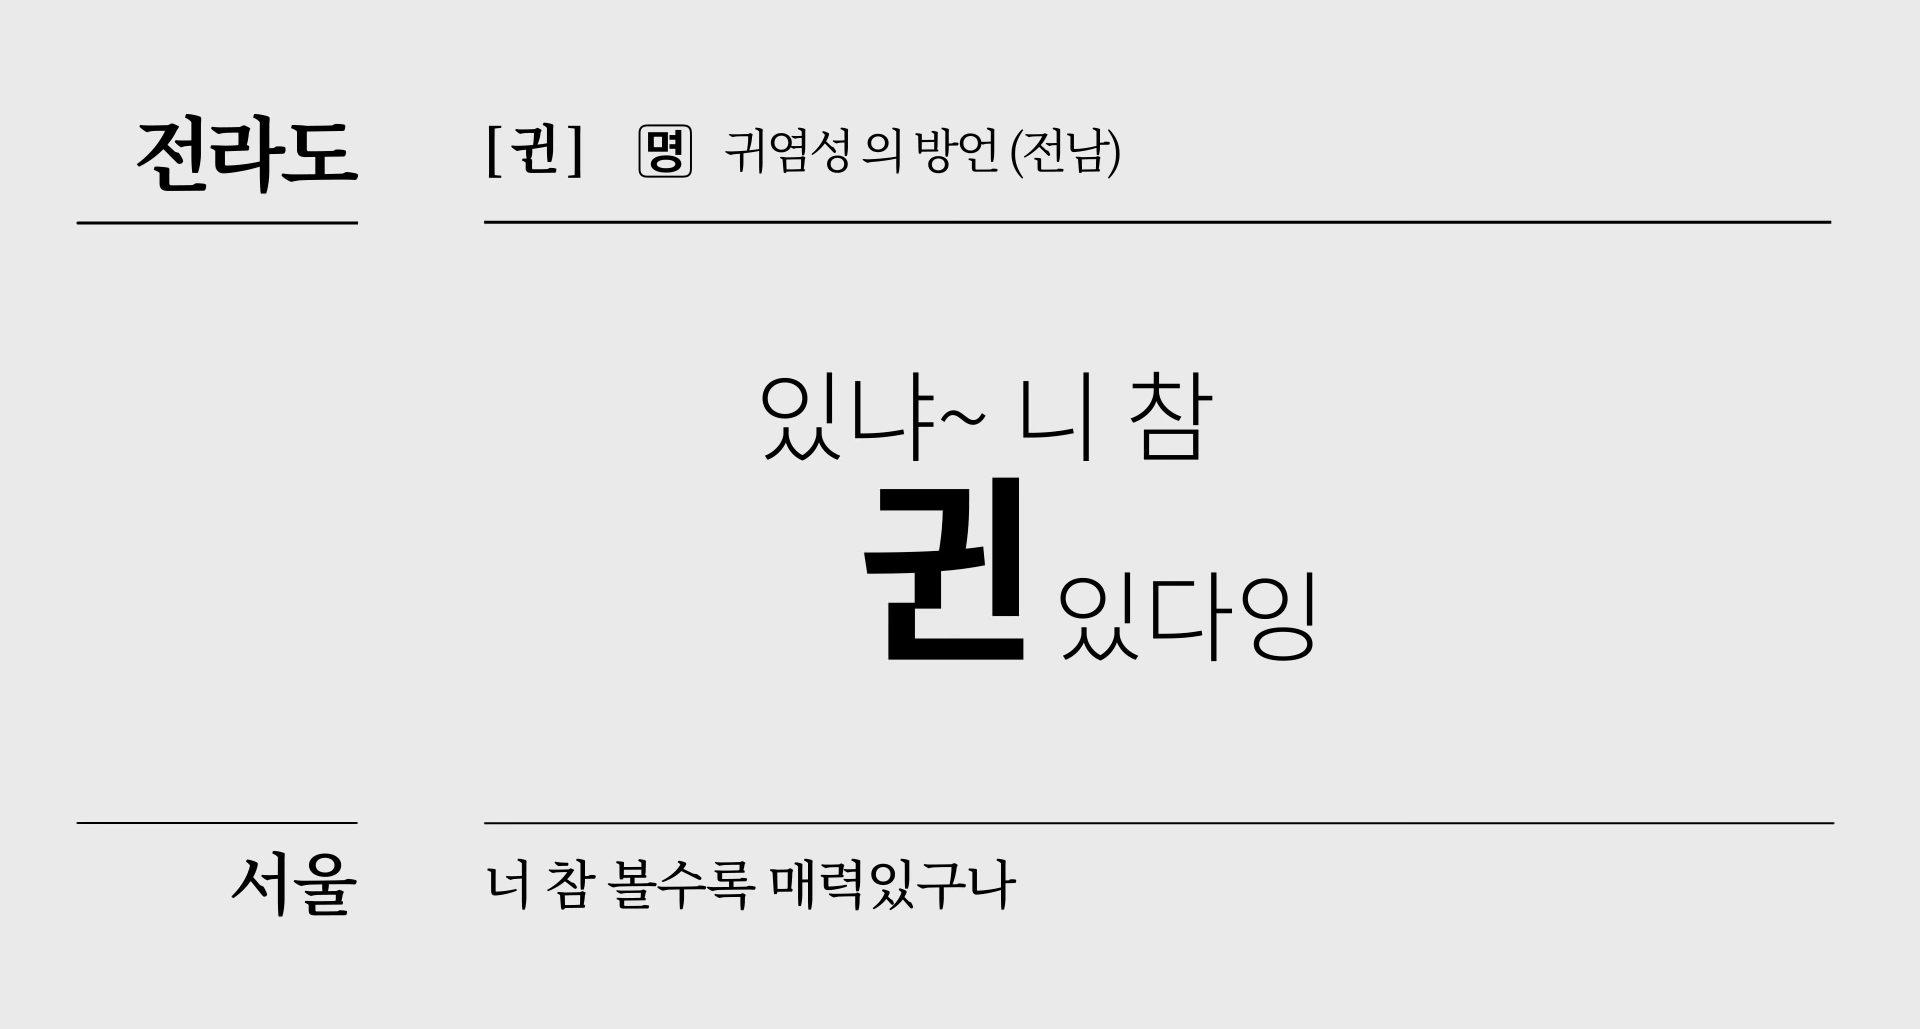 전라도
[귄] 명 귀염성 의 방언 (전남)
있냐~ 니 참
귄 있다잉
서울
너 참 볼수록 매력있구나